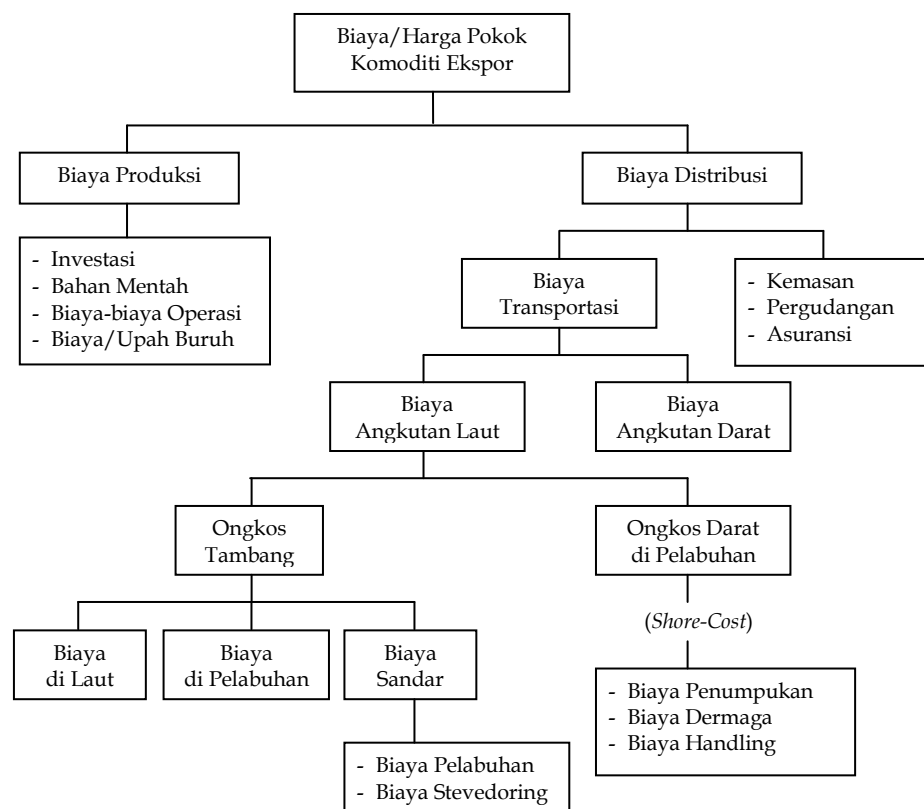 Biaya/Harga Pokok
Komoditi Ekspor
Biaya Produksi
Biaya Distribusi
- Investasi
- Bahan Mentah
- Biaya-biaya Operasi
- Biaya/Upah Buruh
Biaya
Transportasi
- Kemasan
- Pergudangan
- Asuransi
Biaya
Angkutan Laut
Biaya
Angkutan Darat
Ongkos
Tambang
Ongkos Darat
di Pelabuhan
(Shore-Cost)
Biaya
di Laut
Biaya
di Pelabuhan
Biaya
Sandar
- Biaya Penumpukan
- Biaya Dermaga
- Biaya Handling
- Biaya Pelabuhan
- Biaya Stevedoring